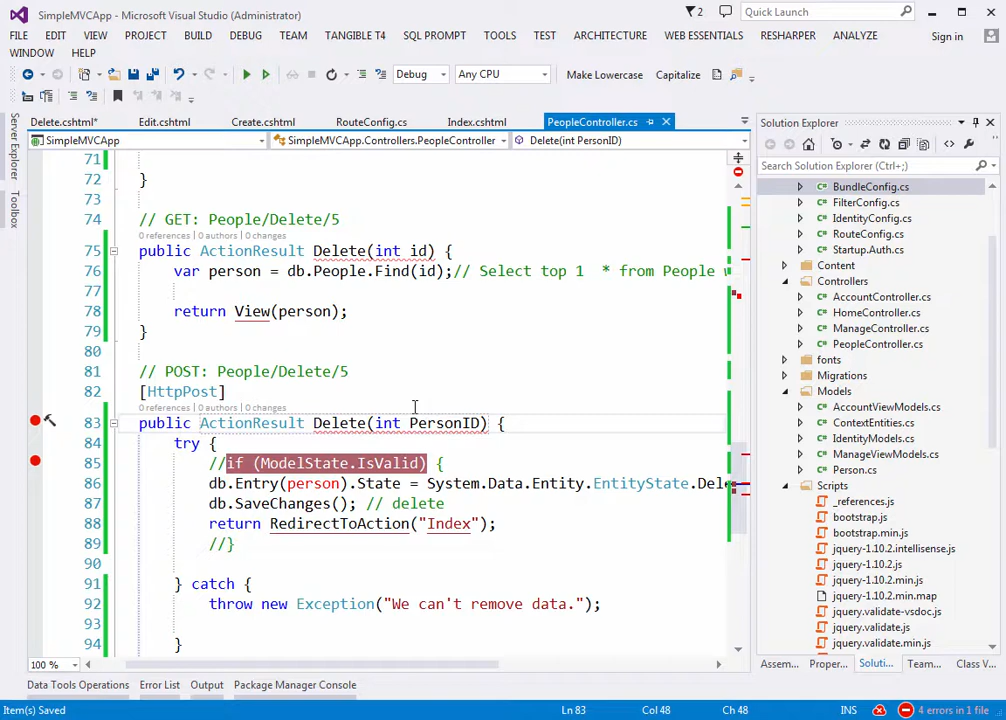 SimpleMVCApp - Microsoft Visual Studio (Administrator)
2
Quick Launch (Ctrl+Q)
FILE EDIT VIEW PROJECT BUILD DEBUG TEAM TANGIBLE T4 SQL PROMPT TOOLS TEST ARCHITECTURE WEB ESSENTIALS RESHARPER ANALYZE Sign in
WINDOW HELP
Debug Any CPU Make Lowercase Capitalize
Delete.cshtml* Edit.cshtml Create.cshtml RouteConfig.cs Index.cshtml PeopleController.cs
SimpleMVCApp SimpleMVCApp.Controllers.PeopleController Delete(int PersonID)
Server Explorer
Toolbox
71
72 }
73
74 // GET: People/Delete/5
0 references | 0 authors | 0 changes
75 public ActionResult Delete(int id) {
76 var person = db.People.Find(id);// Select top 1  * from People w
77
78 return View(person);
79 }
80
81 // POST: People/Delete/5
82 [HttpPost]
0 references | 0 authors | 0 changes
83 public ActionResult Delete(int PersonID) {
84 try {
85 //if (ModelState.IsValid) {
86 db.Entry(person).State = System.Data.Entity.EntityState.Del
87 db.SaveChanges(); // delete
88 return RedirectToAction("Index");
89 //}
90
91 } catch {
92 throw new Exception("We can't remove data.");
93
94 }
100 %
Solution Explorer
Search Solution Explorer (Ctrl+;)
BundleConfig.cs
FilterConfig.cs
IdentityConfig.cs
RouteConfig.cs
Startup.Auth.cs
Content
Controllers
AccountController.cs
HomeController.cs
ManageController.cs
PeopleController.cs
fonts
Migrations
Models
AccountViewModels.cs
ContextEntities.cs
IdentityModels.cs
ManageViewModels.cs
Person.cs
Scripts
_references.js
bootstrap.js
bootstrap.min.js
jquery-1.10.2.intellisense.js
jquery-1.10.2.js
jquery-1.10.2.min.js
jquery-1.10.2.min.map
jquery.validate-vsdoc.js
jquery.validate.js
jquery.validate.min.js
Assem... Proper... Soluti... Team... Class V...
Data Tools Operations Error List Output Package Manager Console
Item(s) Saved Ln 83 Col 48 Ch 48 INS 4 errors in 1 file